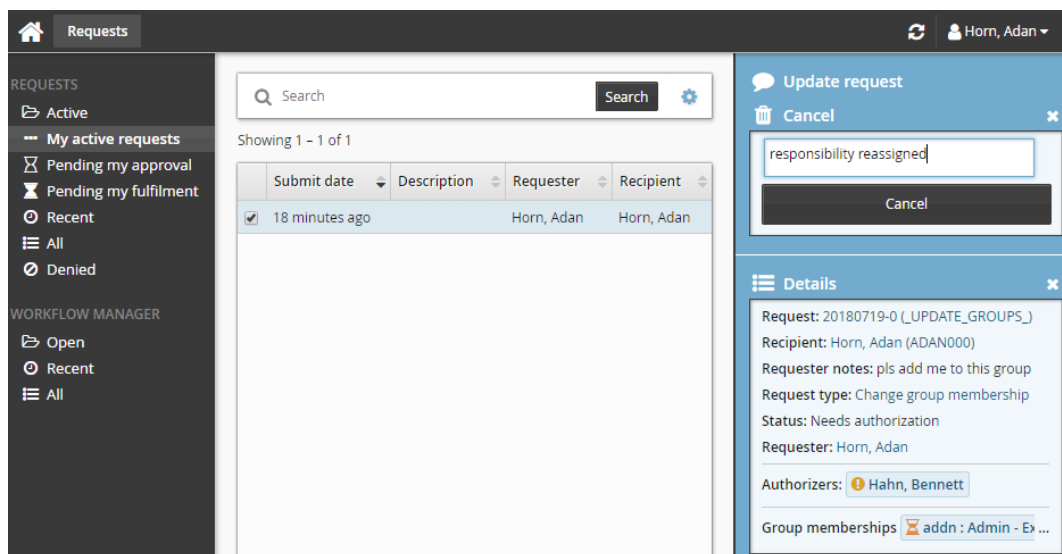 Requests
Horn, Adan
REQUESTS
Active
My active requests
Pending my approval
Pending my fulfilment
Recent
All
Denied
WORKFLOW MANAGER
Open
Recent
All
Search
Search
Showing 1 – 1 of 1
Submit date Description Requester Recipient
18 minutes ago Horn, Adan Horn, Adan
Update request
Cancel
responsibility reassigned
Cancel
Details
Request: 20180719-0 (_UPDATE_GROUPS_)
Recipient: Horn, Adan (ADAN000)
Requester notes: pls add me to this group
Request type: Change group membership
Status: Needs authorization
Requester: Horn, Adan
Authorizers: Hahn, Bennett
Group memberships addn : Admin - Ex ...